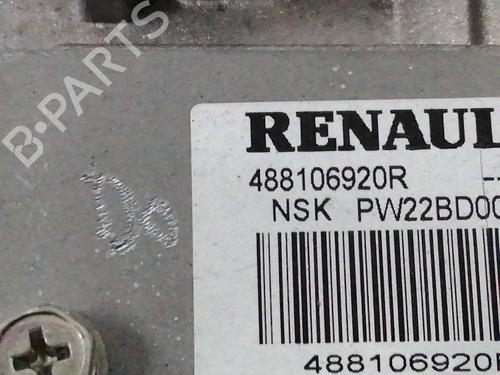 B-PARTS
RENAUL
488106920R --
NSK PW22BD00
488106920R